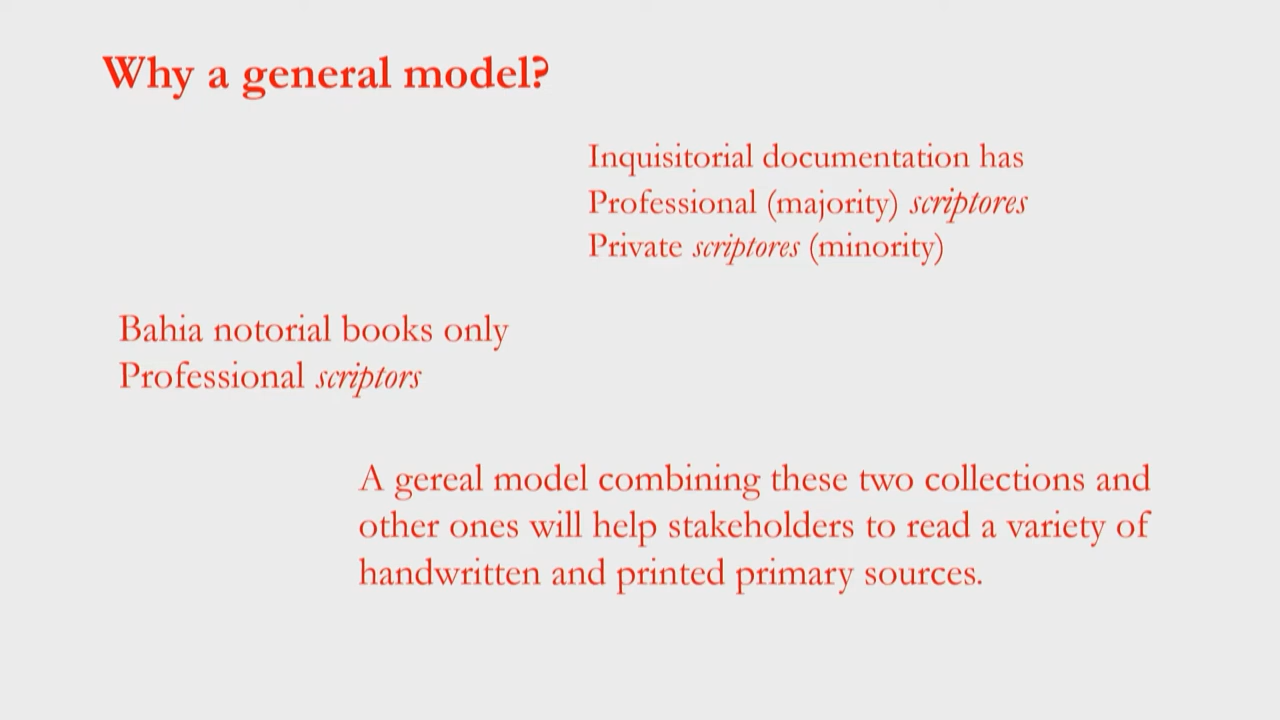 Why a general model?
Inquisitorial documentation has
Professional (majority) scriptores
Private scriptores (minority)
Bahia notorial books only
Professional scriptors
A gereal model combining these two collections and
other ones will help stakeholders to read a variety of
handwritten and printed primary sources.